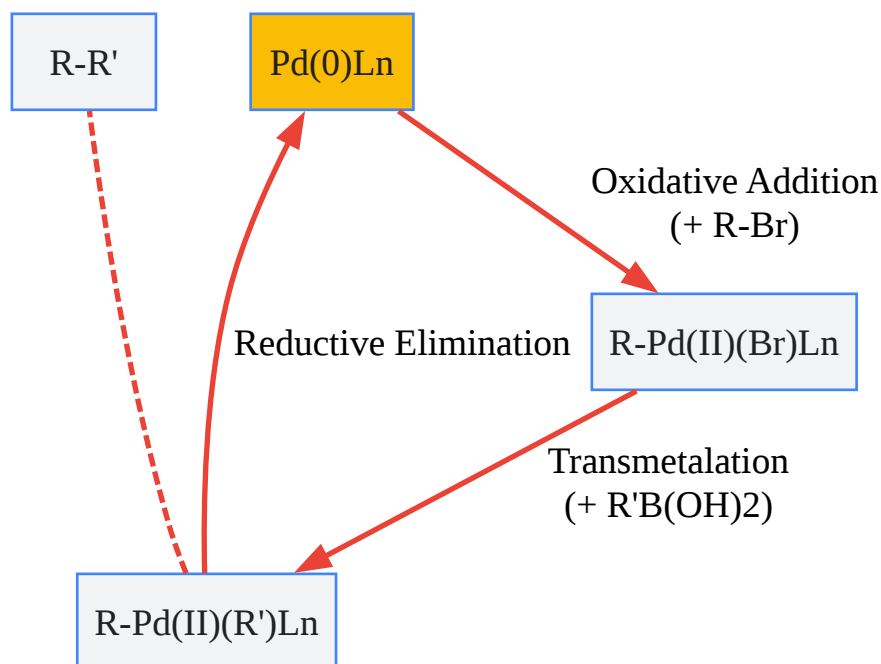 R-R'
Pd(0)Ln
Oxidative Addition
(+ R-Br)
Reductive Elimination
R-Pd(II)(Br)Ln
Transmetalation
(+ R'B(OH)2)
R-Pd(II)(R')Ln